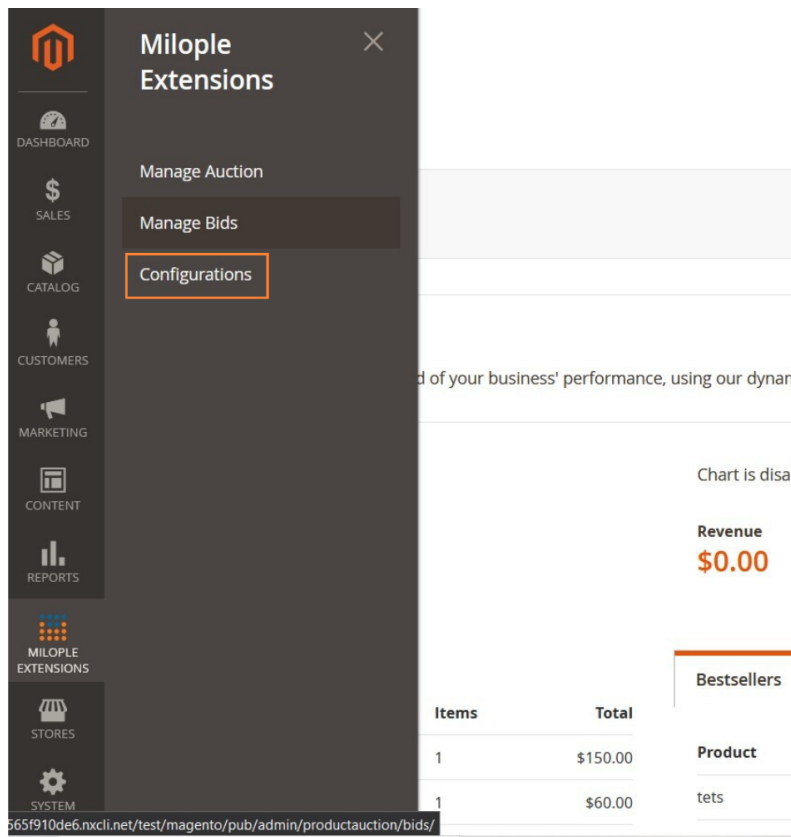 Milople
Extensions
DASHBOARD
SALES
CATALOG
CUSTOMERS
MARKETING
CONTENT
REPORTS
MILOPLE
EXTENSIONS
STORES
SYSTEM
Manage Auction
Manage Bids
Configurations
d of your business' performance, using our dynam
Chart is disa
Revenue
$0.00
Bestsellers
Items Total
1 $150.00
1 $60.00
Product
tets
565f910de6.nxcli.net/test/magento/pub/admin/productauction/bids/